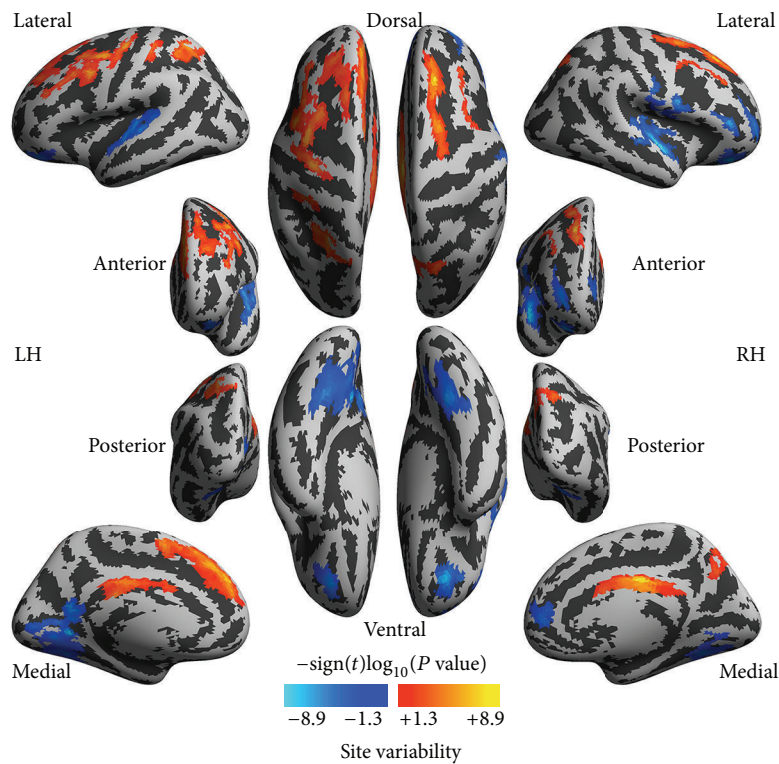 Lateral Dorsal Lateral
Anterior Anterior
LH RH
Posterior Posterior
Ventral
Medial Medial
−sign(t)log₁₀(P value)
−8.9 −1.3 +1.3 +8.9
Site variability